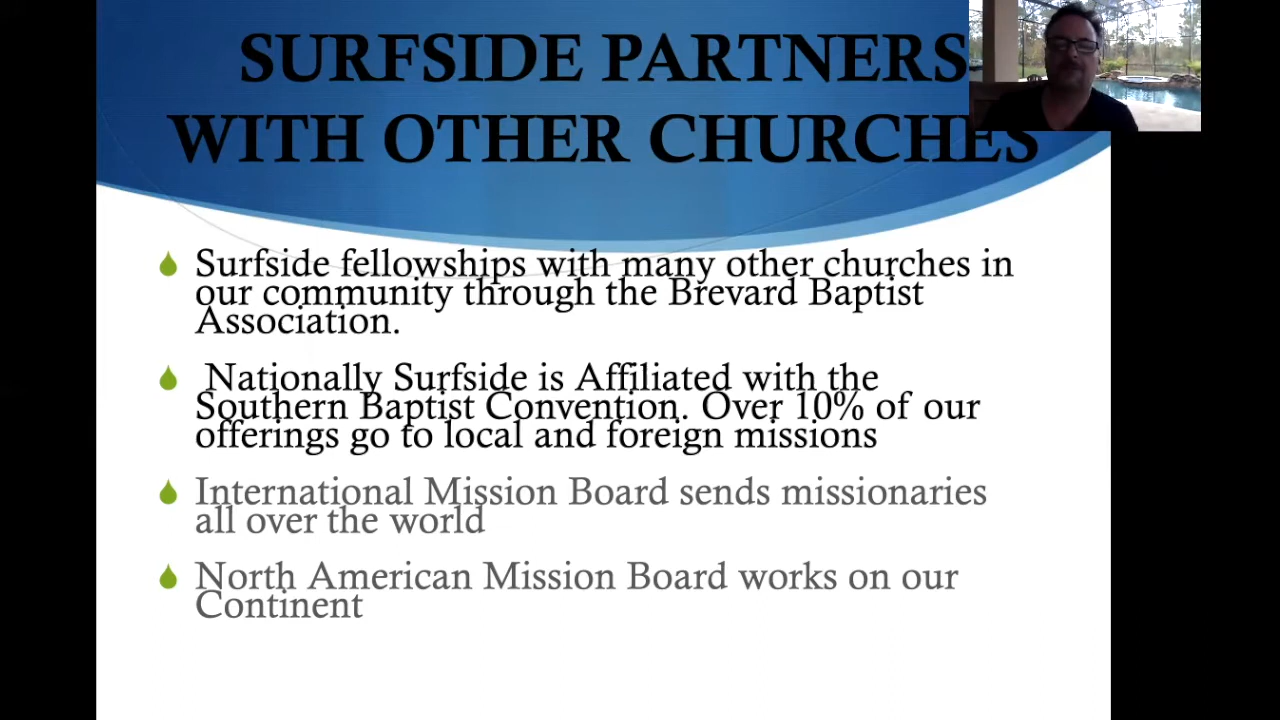 SURFSIDE PARTNERS
WITH OTHER CHURCHES
Surfside fellowships with many other churches in
our community through the Brevard Baptist
Association.
Nationally Surfside is Affiliated with the
Southern Baptist Convention. Over 10% of our
offerings go to local and foreign missions
International Mission Board sends missionaries
all over the world
North American Mission Board works on our
Continent